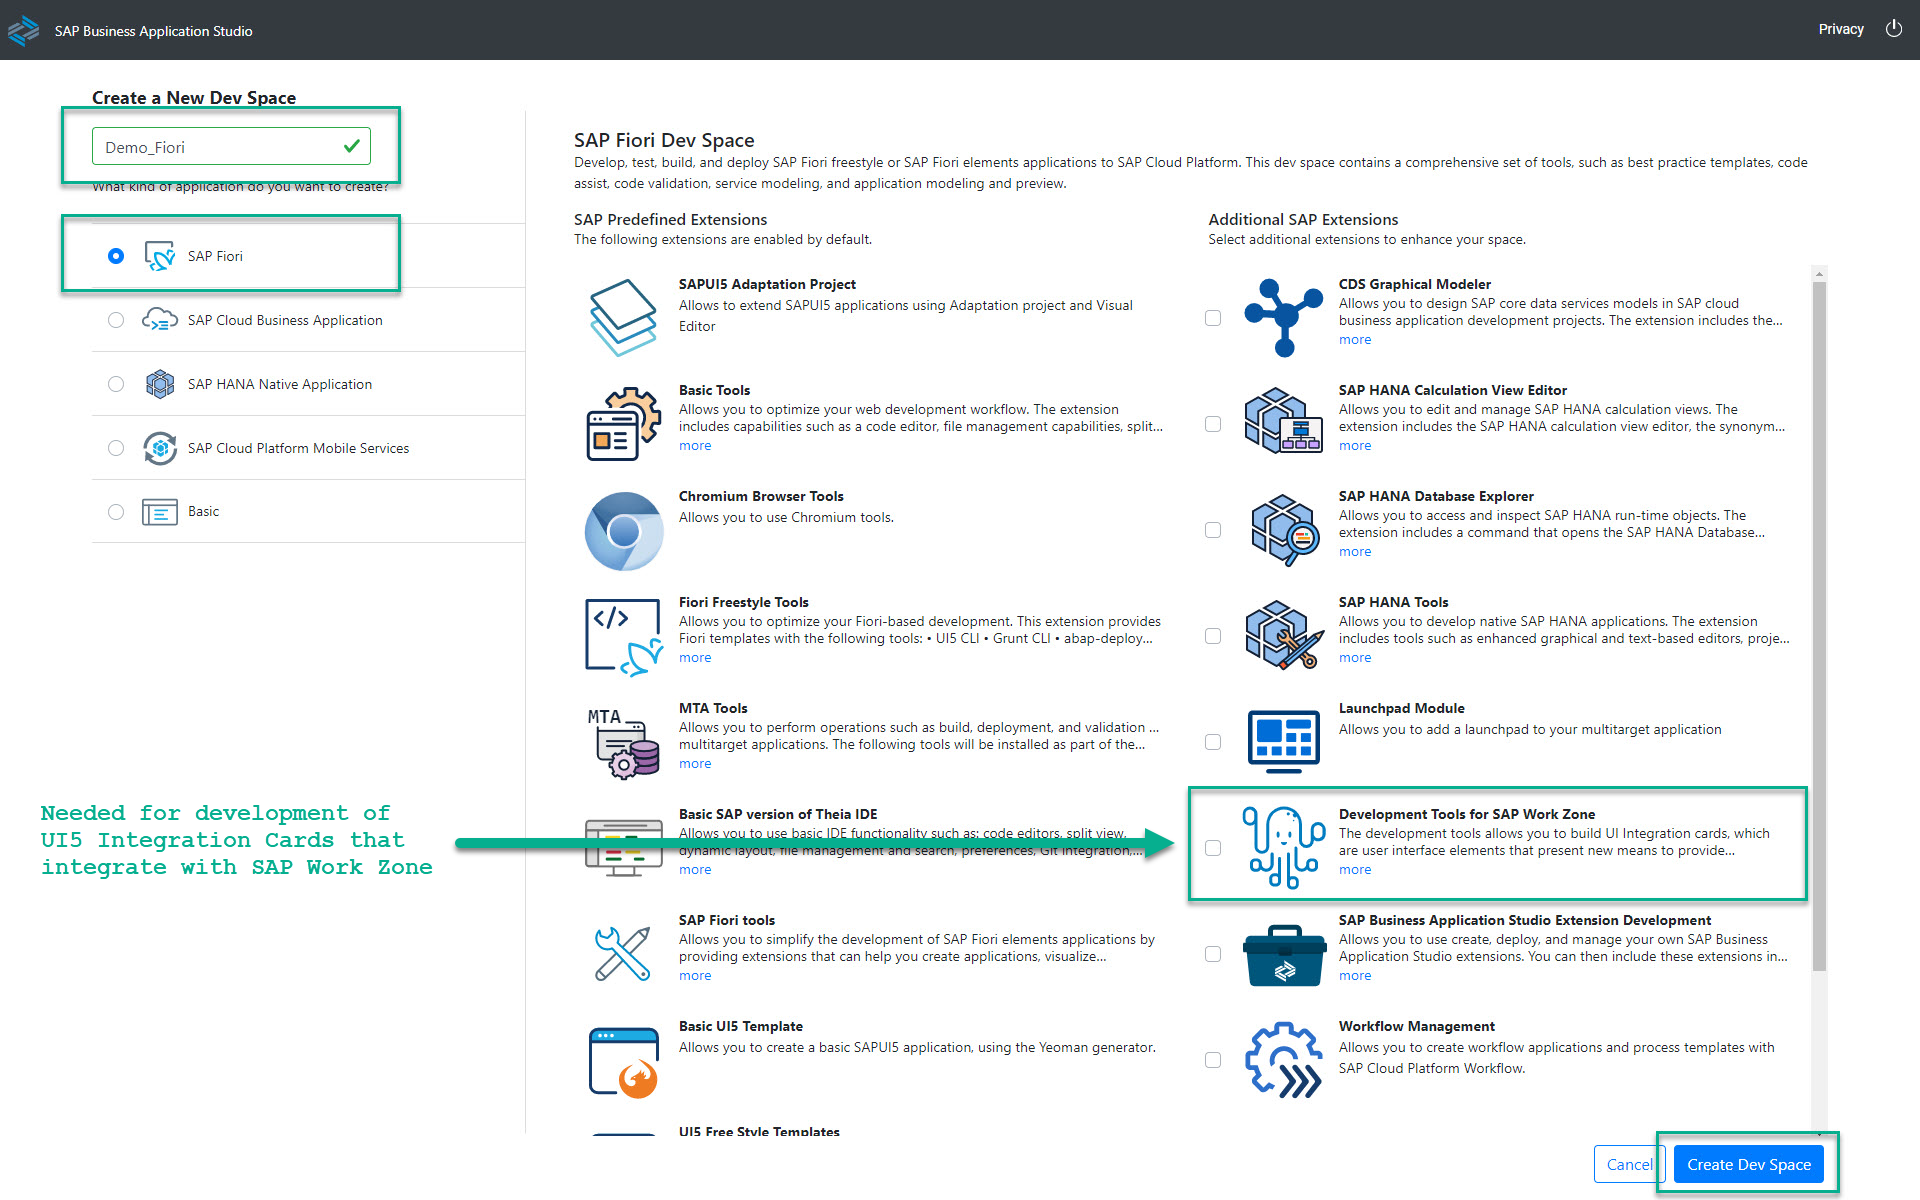 SAP Business Application Studio
Privacy
Create a New Dev Space
Demo_Fiori
What kind of application do you want to create?
SAP Fiori
SAP Cloud Business Application
SAP HANA Native Application
SAP Cloud Platform Mobile Services
Basic
Needed for development of
UI5 Integration Cards that
integrate with SAP Work Zone
SAP Fiori Dev Space
Develop, test, build, and deploy SAP Fiori freestyle or SAP Fiori elements applications to SAP Cloud Platform. This dev space contains a comprehensive set of tools, such as best practice templates, code
assist, code validation, service modeling, and application modeling and preview.
SAP Predefined Extensions
The following extensions are enabled by default.
SAPUI5 Adaptation Project
Allows to extend SAPUI5 applications using Adaptation project and Visual
Editor
Basic Tools
Allows you to optimize your web development workflow. The extension
includes capabilities such as a code editor, file management capabilities, split...
more
Chromium Browser Tools
Allows you to use Chromium tools.
Fiori Freestyle Tools
Allows you to optimize your Fiori-based development. This extension provides
Fiori templates with the following tools: • UI5 CLI • Grunt CLI • abap-deploy...
more
MTA
MTA Tools
Allows you to perform operations such as build, deployment, and validation ...
multitarget applications. The following tools will be installed as part of the...
more
Basic SAP version of Theia IDE
Allows you to use basic IDE functionality such as: code editors, split view,
dynamic layout, file management and search, preferences, Git integration,...
more
SAP Fiori tools
Allows you to simplify the development of SAP Fiori elements applications by
providing extensions that can help you create applications, visualize...
more
Basic UI5 Template
Allows you to create a basic SAPUI5 application, using the Yeoman generator.
UI5 Free Style Templates
Additional SAP Extensions
Select additional extensions to enhance your space.
CDS Graphical Modeler
Allows you to design SAP core data services models in SAP cloud
business application development projects. The extension includes the...
more
SAP HANA Calculation View Editor
Allows you to edit and manage SAP HANA calculation views. The
extension includes the SAP HANA calculation view editor, the synonym...
more
SAP HANA Database Explorer
Allows you to access and inspect SAP HANA run-time objects. The
extension includes a command that opens the SAP HANA Database...
more
SAP HANA Tools
Allows you to develop native SAP HANA applications. The extension
includes tools such as enhanced graphical and text-based editors, proje...
more
Launchpad Module
Allows you to add a launchpad to your multitarget application
Development Tools for SAP Work Zone
The development tools allows you to build UI Integration cards, which
are user interface elements that present new means to provide...
more
SAP Business Application Studio Extension Development
Allows you to use create, deploy, and manage your own SAP Business
Application Studio extensions. You can then include these extensions in...
more
Workflow Management
Allows you to create workflow applications and process templates with
SAP Cloud Platform Workflow.
Cancel
Create Dev Space